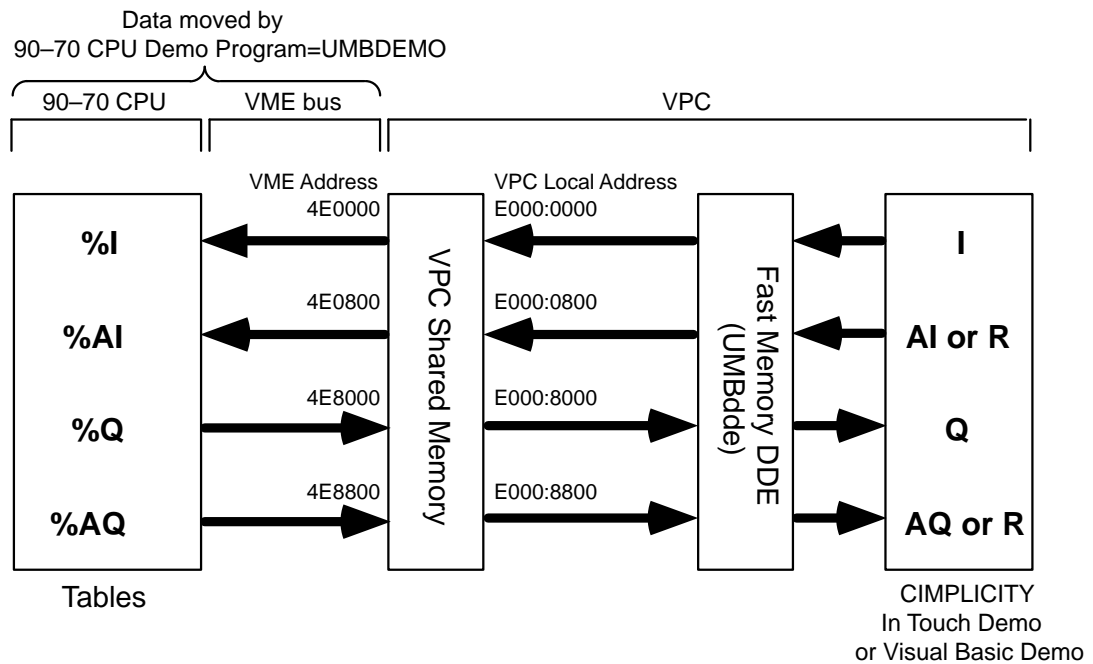 Data moved by
90–70 CPU Demo Program=UMBDEMO
90–70 CPU
VME bus
VPC
VME Address
VPC Local Address
4E0000
E000:0000
%I
I
4E0800
E000:0800
%AI
AI or R
4E8000
E000:8000
%Q
Q
4E8800
E000:8800
%AQ
AQ or R
VPC Shared Memory
Fast Memory DDE
(UMBdde)
Tables
CIMPLICITY
In Touch Demo
or Visual Basic Demo